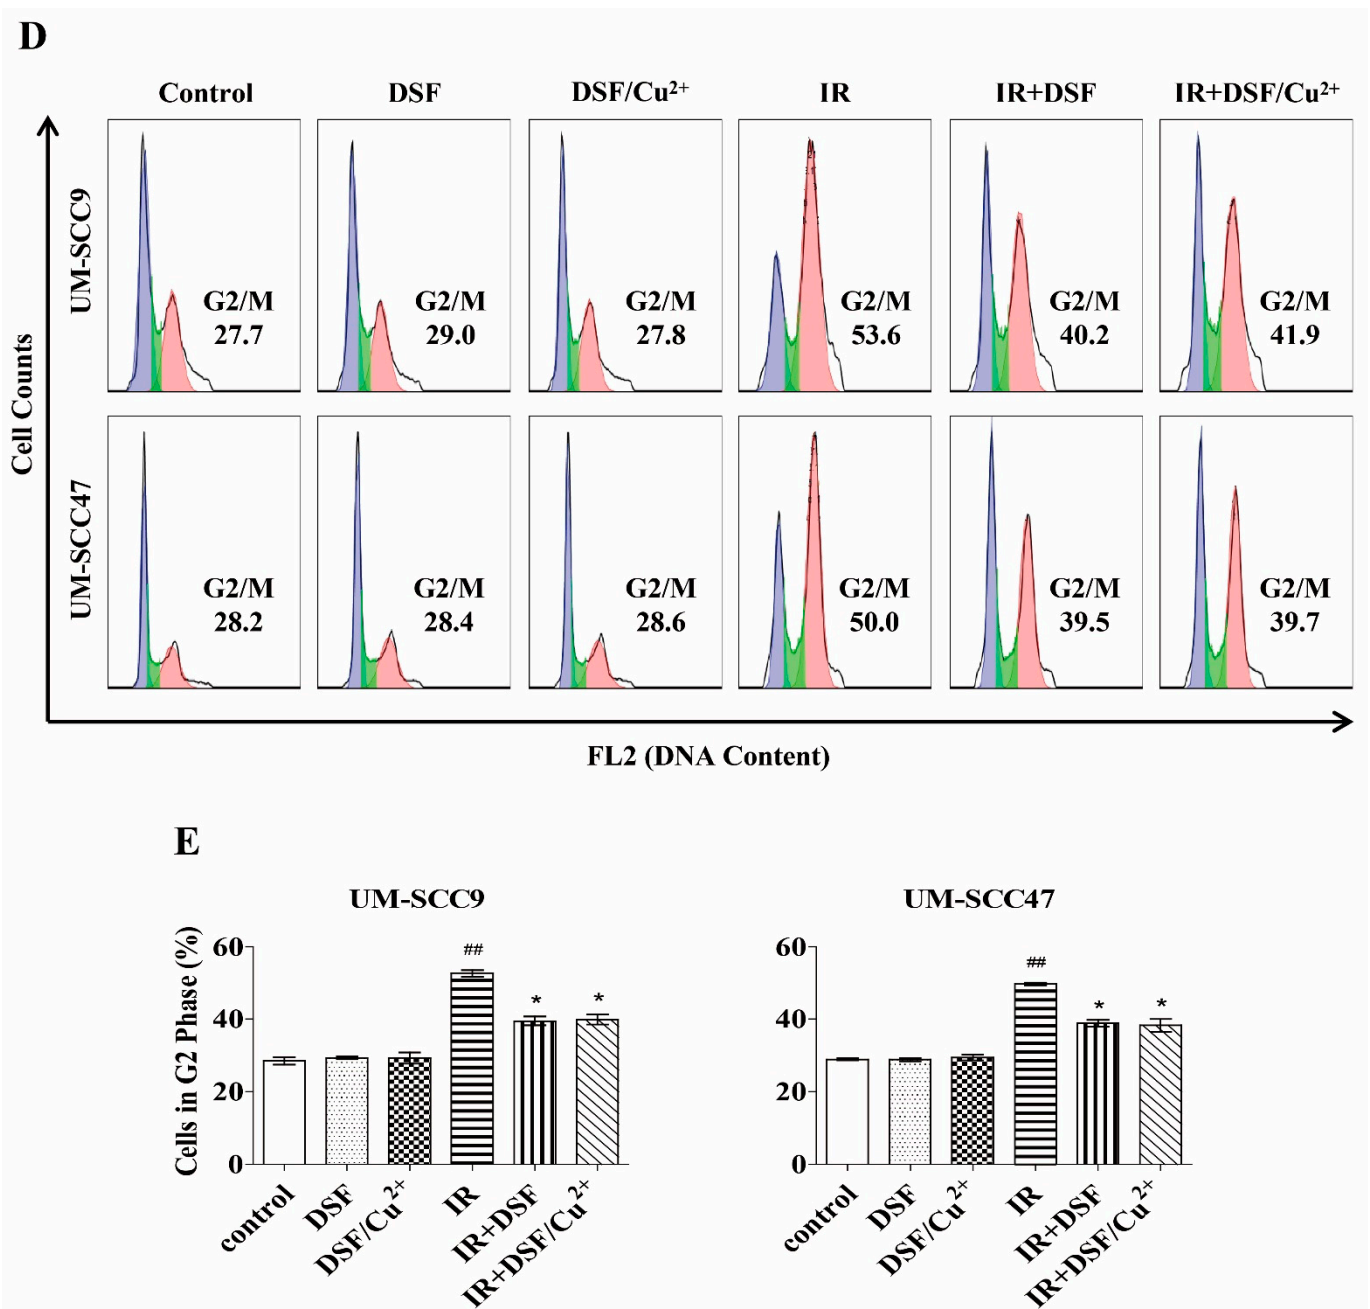 D
Control DSF DSF/Cu²⁺ IR IR+DSF IR+DSF/Cu²⁺
UM-SCC9
G2/M G2/M G2/M G2/M G2/M G2/M
27.7 29.0 27.8 53.6 40.2 41.9
Cell Counts
UM-SCC47
G2/M G2/M G2/M G2/M G2/M G2/M
28.2 28.4 28.6 50.0 39.5 39.7
FL2 (DNA Content)
E
UM-SCC9
Cells in G2 Phase (%)
60
40
20
0
##
*
*
control DSF DSF/Cu²⁺ IR IR+DSF IR+DSF/Cu²⁺
UM-SCC47
60
40
20
0
##
*
*
control DSF DSF/Cu²⁺ IR IR+DSF IR+DSF/Cu²⁺